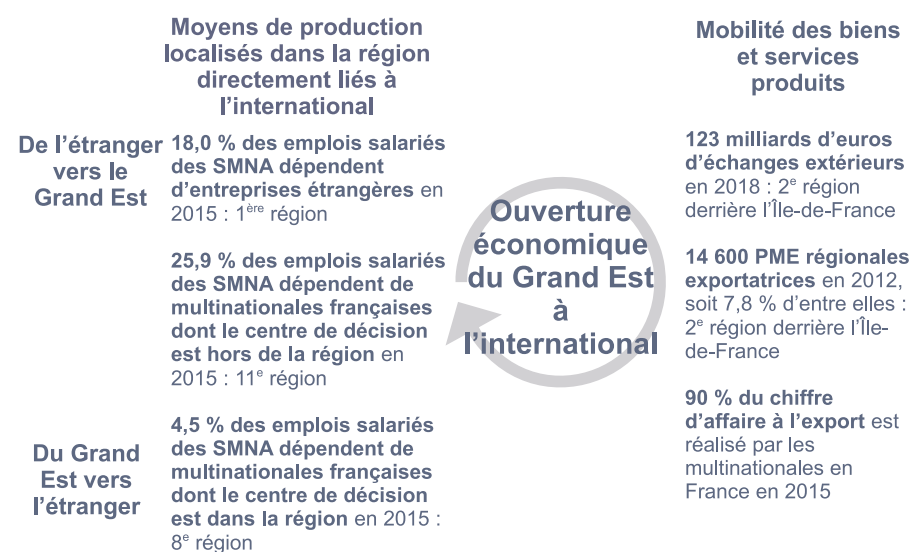 Moyens de production
localisés dans la région
directement liés à
l’international
De l’étranger
vers le
Grand Est
18,0 % des emplois salariés
des SMNA dépendent
d’entreprises étrangères en
2015 : 1ère région
25,9 % des emplois salariés
des SMNA dépendent de
multinationales françaises
dont le centre de décision
est hors de la région en
2015 : 11e région
Du Grand
Est vers
l’étranger
4,5 % des emplois salariés
des SMNA dépendent de
multinationales françaises
dont le centre de décision
est dans la région en 2015 :
8e région
Ouverture
économique
du Grand Est
à
l’international
Mobilité des biens
et services
produits
123 milliards d’euros
d’échanges extérieurs
en 2018 : 2e région
derrière l’Île-de-France
14 600 PME régionales
exportatrices en 2012,
soit 7,8 % d’entre elles :
2e région derrière l’Île-
de-France
90 % du chiffre
d’affaire à l’export est
réalisé par les
multinationales en
France en 2015